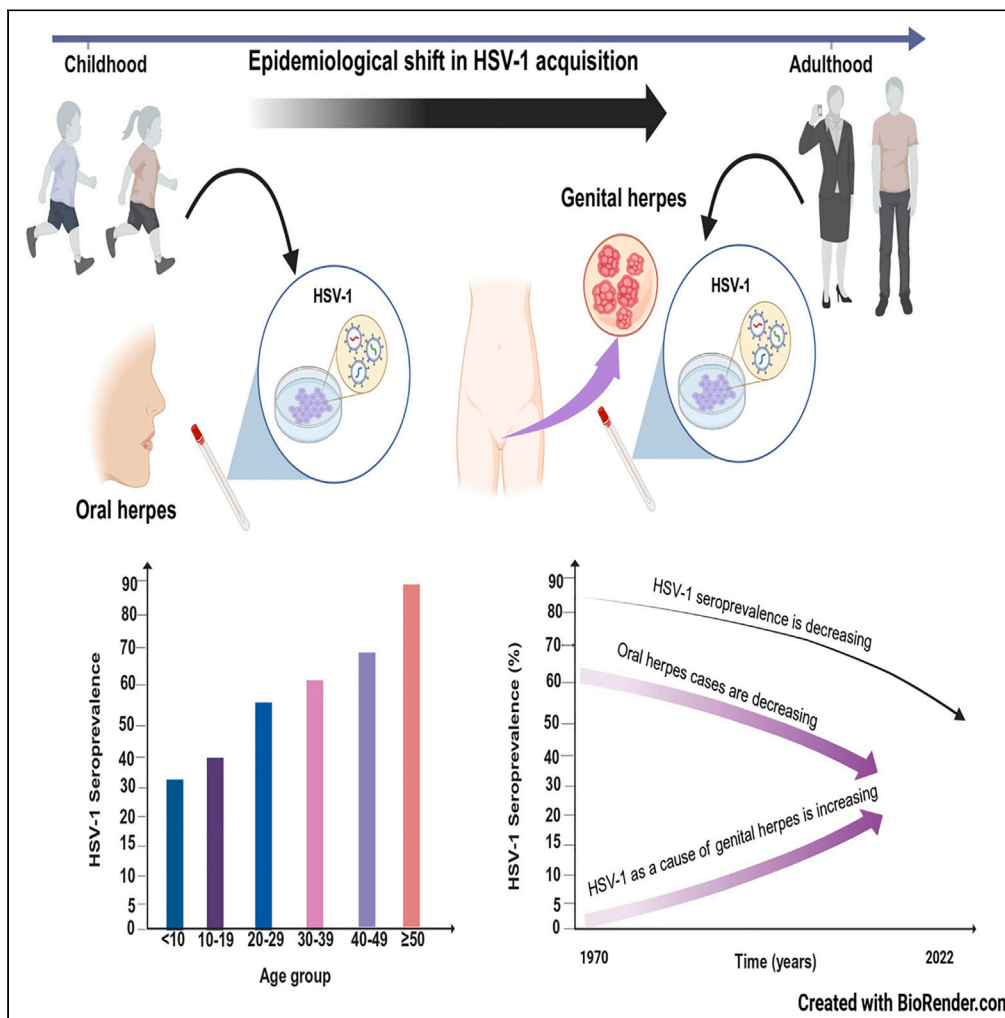 Childhood
Epidemiological shift in HSV-1 acquisition
Adulthood
Genital herpes
HSV-1
HSV-1
Oral herpes
HSV-1 Seroprevalence
90
80
70
60
50
40
30
20
15
10
5
0
<10 10-19 20-29 30-39 40-49 ≥50
Age group
HSV-1 Seroprevalence (%)
90
80
70
60
50
40
30
20
15
10
5
0
HSV-1 seroprevalence is decreasing
Oral herpes cases are decreasing
HSV-1 as a cause of genital herpes is increasing
1970
Time (years)
2022
Created with BioRender.com